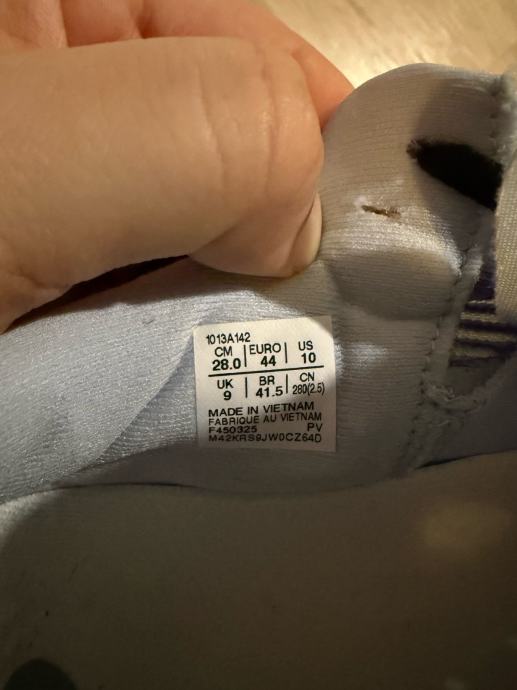 1013A142
CM EURO US
28.0 44 10
UK BR CN
9 41.5 280(2.5)
MADE IN VIETNAM
FABRIQUE AU VIETNAM
F450325 PV
M42KRS9JW0CZ64D